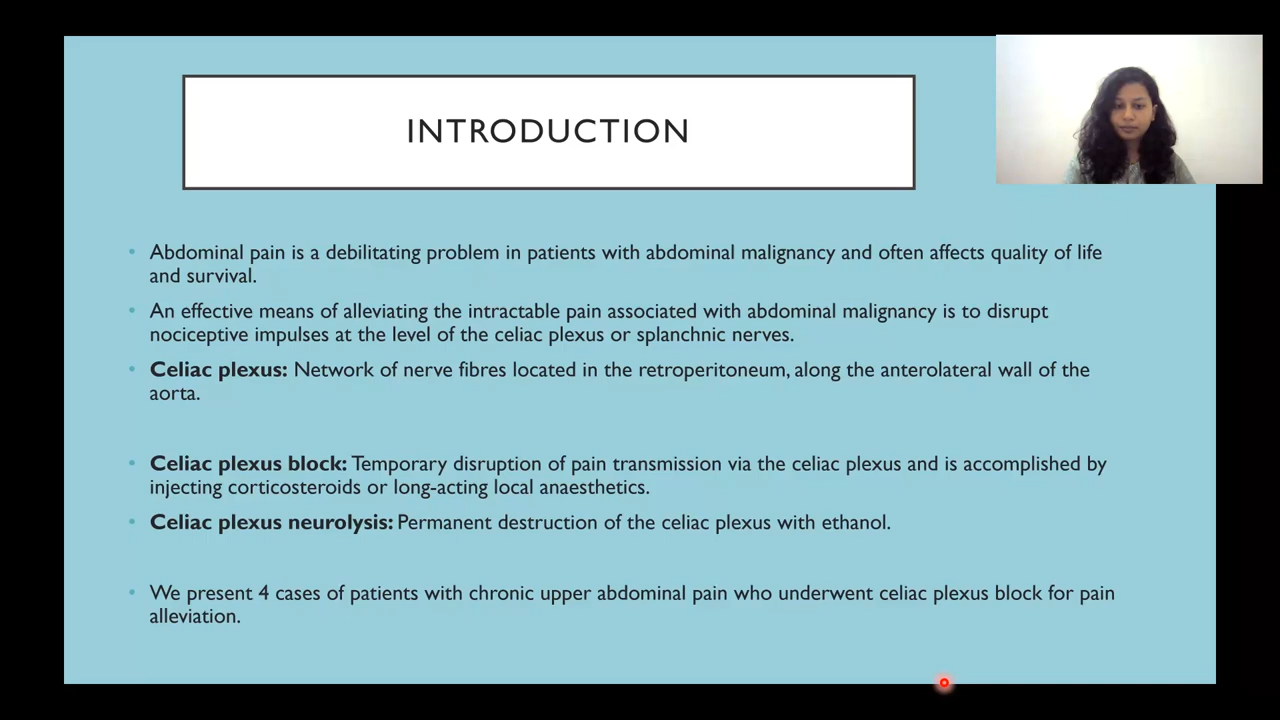 INTRODUCTION
Abdominal pain is a debilitating problem in patients with abdominal malignancy and often affects quality of life
and survival.
An effective means of alleviating the intractable pain associated with abdominal malignancy is to disrupt
nociceptive impulses at the level of the celiac plexus or splanchnic nerves.
Celiac plexus: Network of nerve fibres located in the retroperitoneum, along the anterolateral wall of the
aorta.
Celiac plexus block: Temporary disruption of pain transmission via the celiac plexus and is accomplished by
injecting corticosteroids or long-acting local anaesthetics.
Celiac plexus neurolysis: Permanent destruction of the celiac plexus with ethanol.
We present 4 cases of patients with chronic upper abdominal pain who underwent celiac plexus block for pain
alleviation.